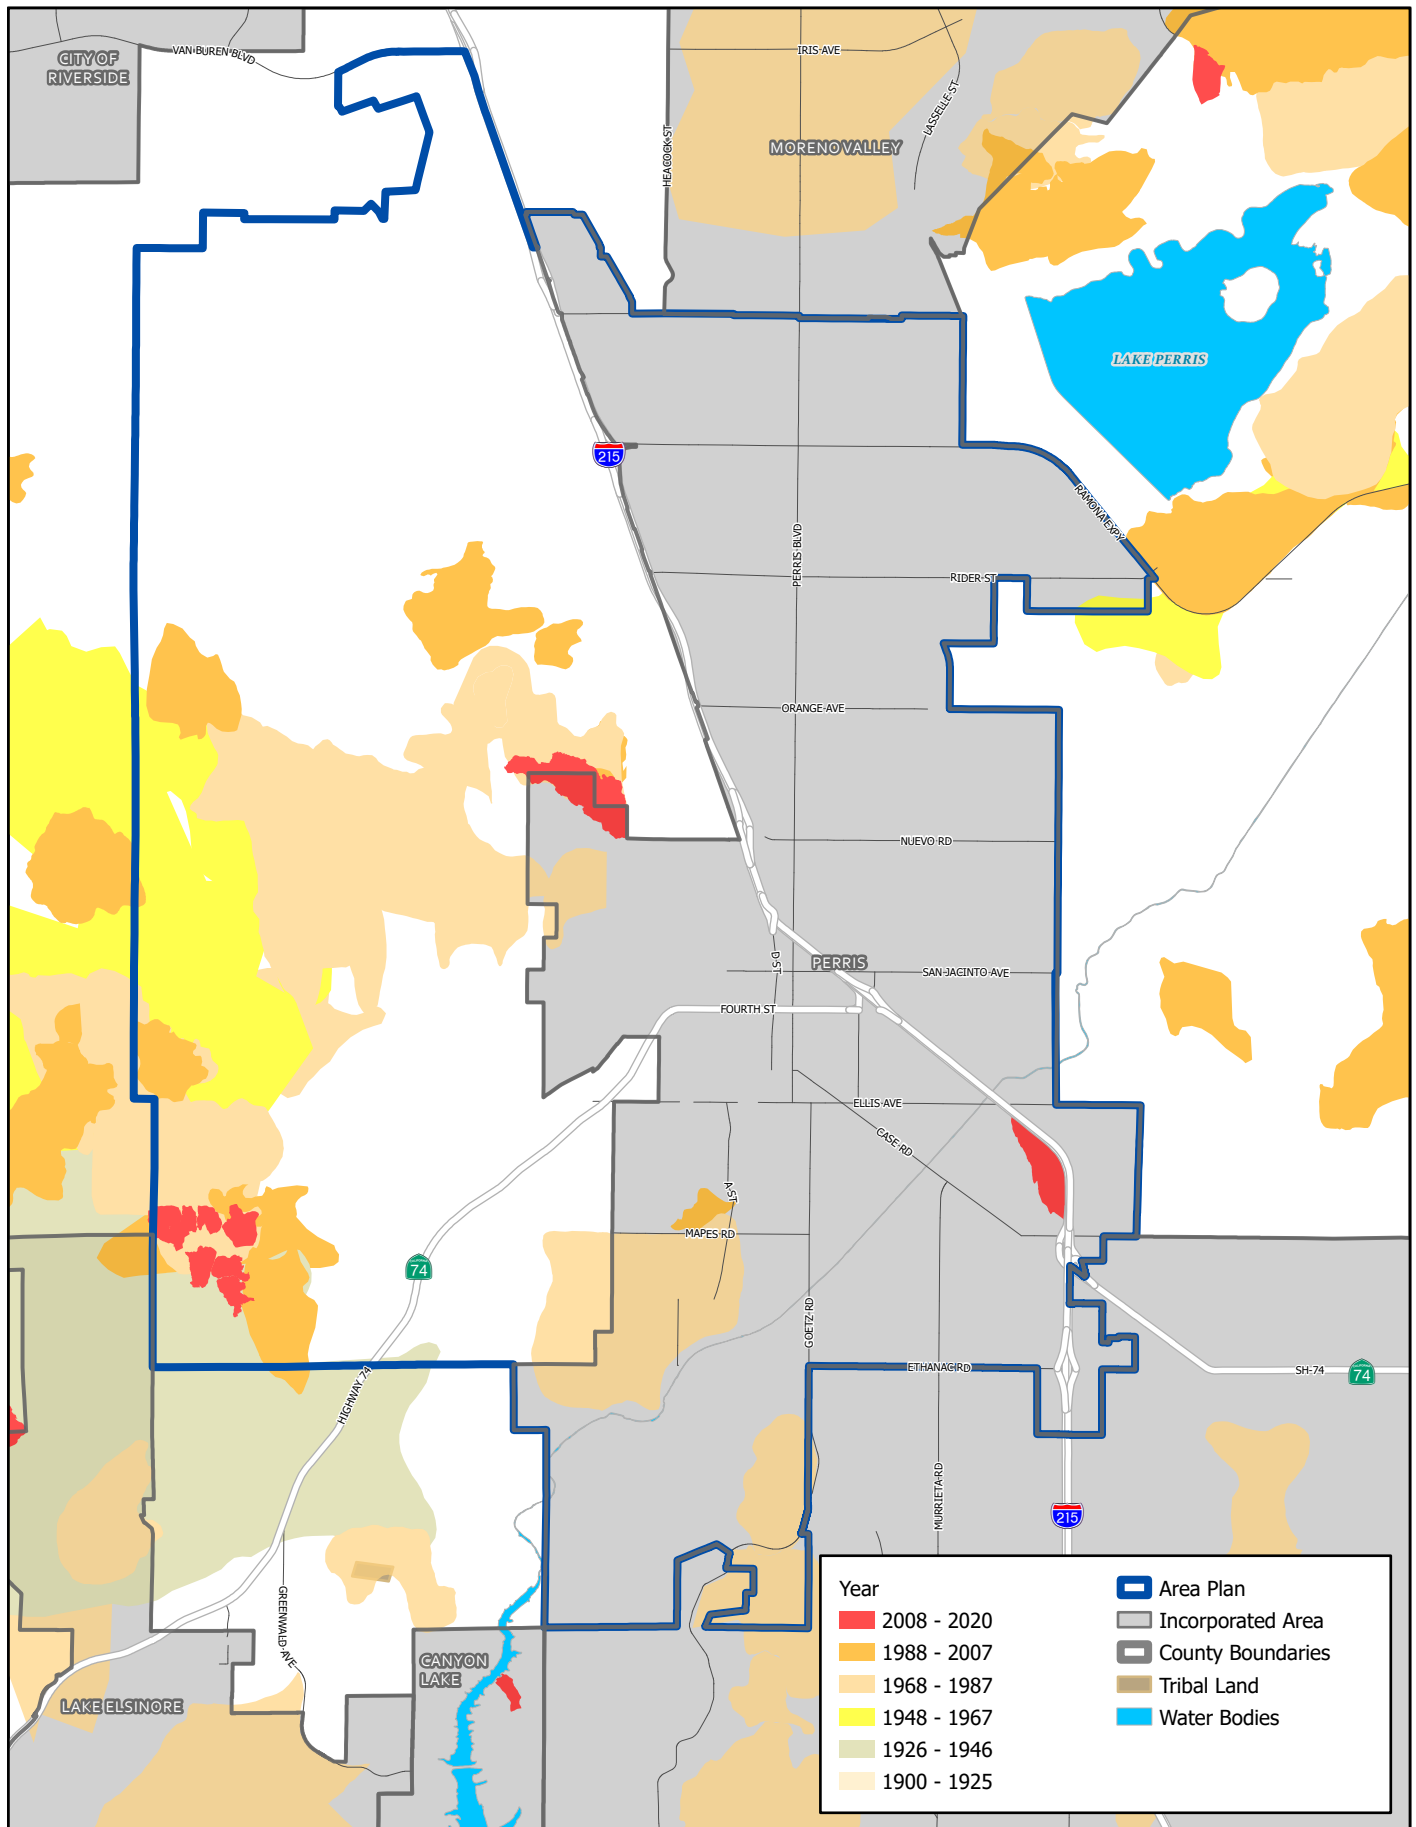 CITY OF
RIVERSIDE
VAN BUREN BLVD
IRIS AVE
LASSELLE ST
HEACOCK ST
MORENO VALLEY
LAKE PERRIS
215
RAMONA EXPY
PERRIS BLVD
RIDER ST
ORANGE AVE
NUEVO RD
D ST
PERRIS
SAN JACINTO AVE
FOURTH ST
ELLIS AVE
CASE RD
A ST
MAPES RD
CALIFORNIA
74
GOETZ RD
ETHANAC RD
SH-74
CALIFORNIA
74
HIGHWAY 74
MURRIETA RD
215
GREENWALD AVE
CANYON
LAKE
LAKE ELSINORE
Year
2008 - 2020
1988 - 2007
1968 - 1987
1948 - 1967
1926 - 1946
1900 - 1925
Area Plan
Incorporated Area
County Boundaries
Tribal Land
Water Bodies